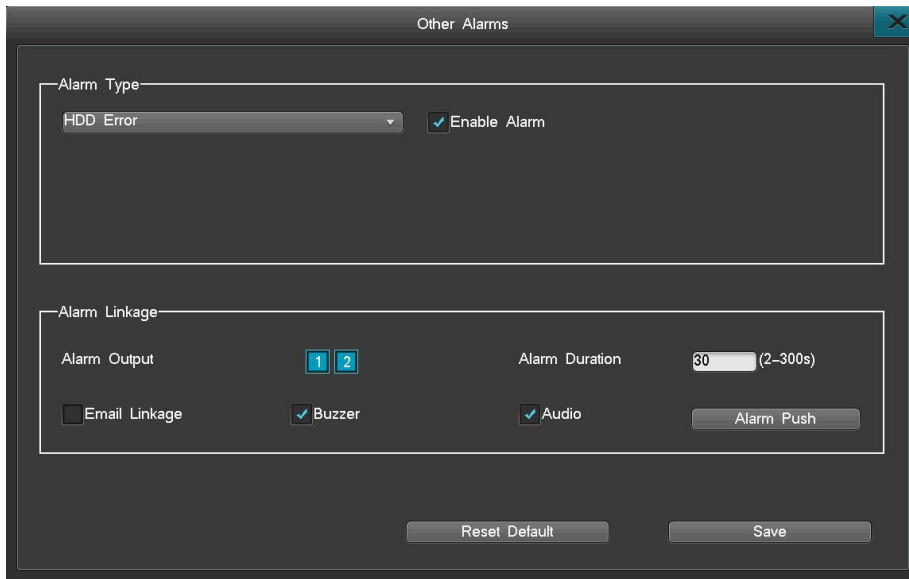 Other Alarms
Alarm Type
HDD Error Enable Alarm
Alarm Linkage
Alarm Output 1 2 Alarm Duration 30 (2-300s)
Email Linkage Buzzer Audio Alarm Push
Reset Default Save